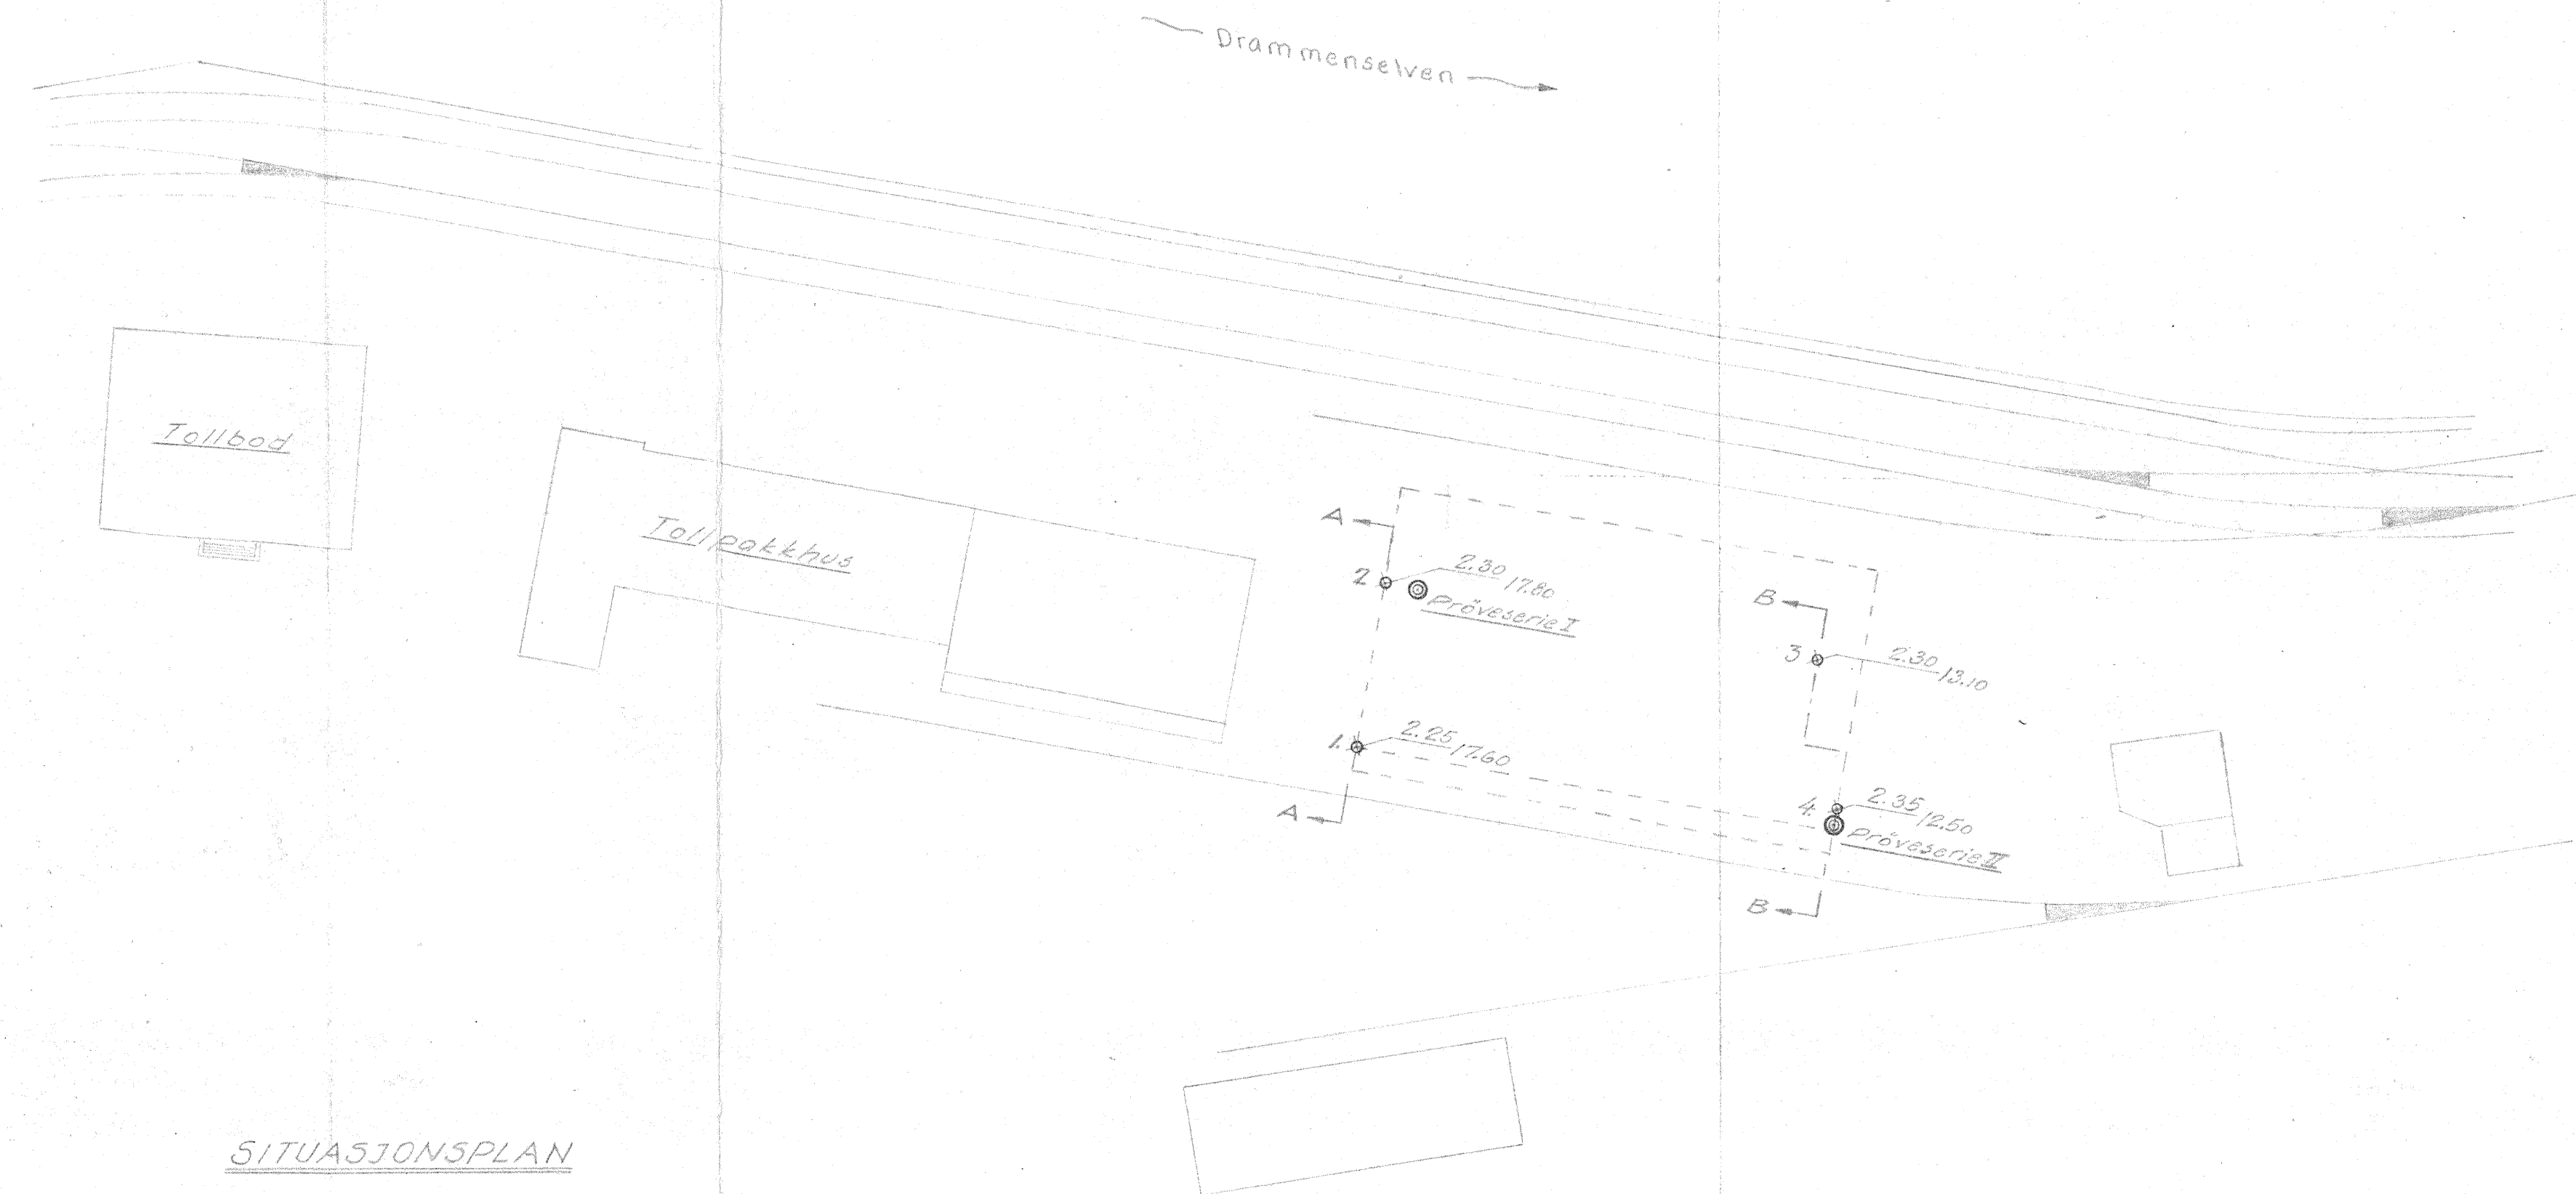 Drammenselven
Tollbod
Tollpakkhus
A
2
2.30
17.80
Pröveserie I
B
3
2.30
13.10
1.
2.25
17.60
A
4.
2.35
12.50
Pröveserie II
B
SITUASJONSPLAN